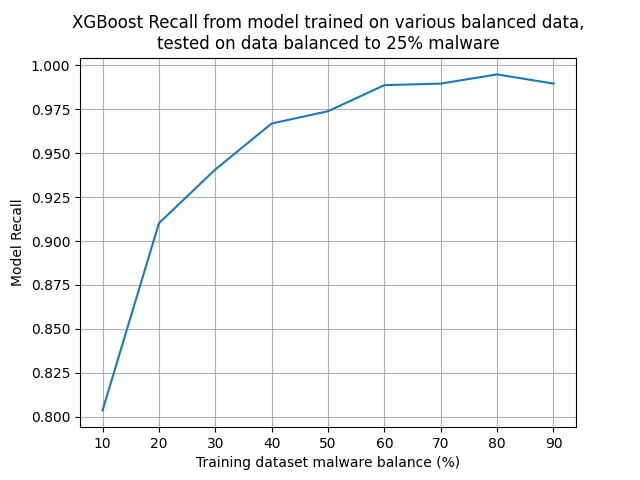 XGBoost Recall from model trained on various balanced data,
tested on data balanced to 25% malware
1.000
0.975
0.950
0.925
0.900
0.875
0.850
0.825
0.800
Model Recall
10 20 30 40 50 60 70 80 90
Training dataset malware balance (%)